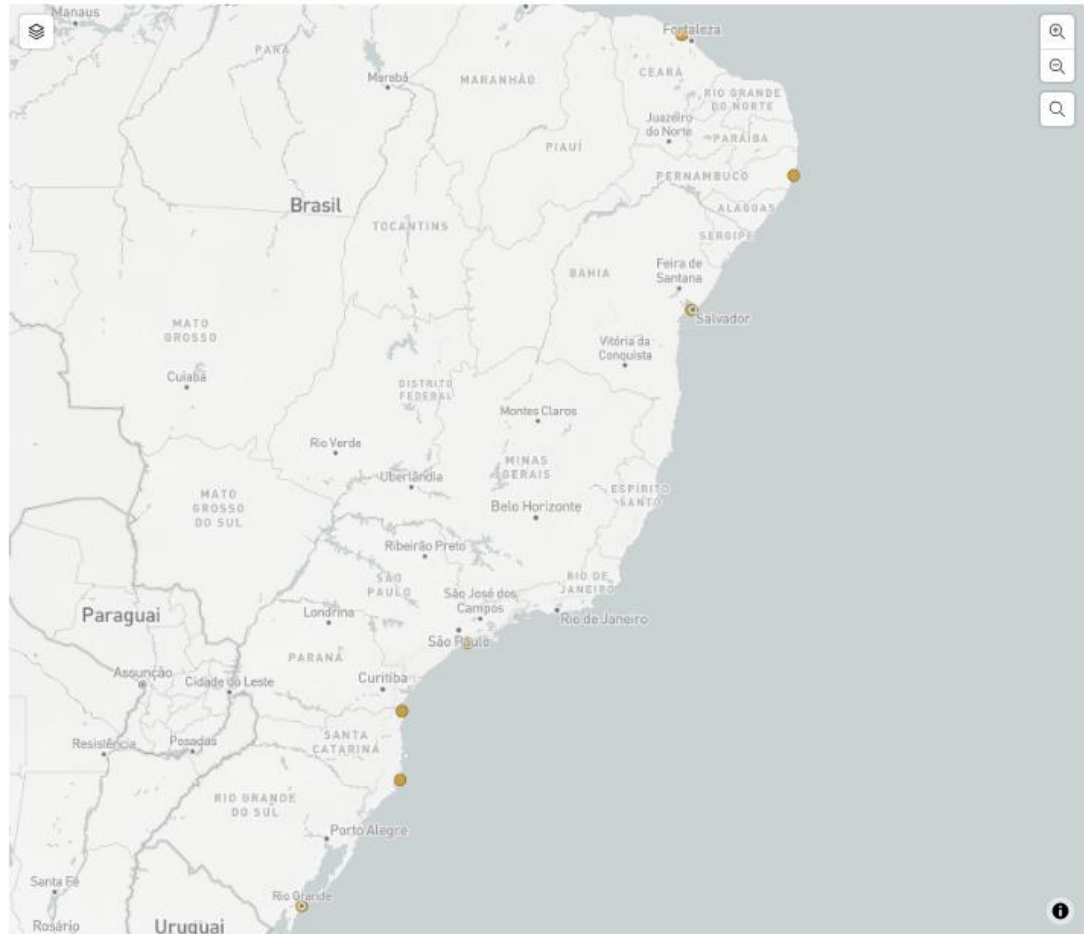 Manaus
Fortaleza
PARÁ
CEARÁ
Marabá
MARANHÃO
RIO GRANDE
DO NORTE
Juazeiro
do Norte
PARAÍBA
PIAUÍ
PERNAMBUCO
Brasil
ALAGOAS
TOCANTINS
SERGIPE
Feira de
Santana
BAHIA
Salvador
MATO
GROSSO
Vitória da
Conquista
Cuiabá
DISTRITO
FEDERAL
Montes Claros
Rio Verde
MINAS
GERAIS
Uberlândia
ESPÍRITO
SANTO
MATO
GROSSO
DO SUL
Belo Horizonte
Ribeirão Preto
SÃO
PAULO
RIO DE
JANEIRO
São José dos
Campos
Paraguai
Londrina
Rio de Janeiro
São Paulo
PARANÁ
Assunção
Cidade do Leste
Curitiba
SANTA
CATARINA
Resistência
Posadas
RIO GRANDE
DO SUL
Porto Alegre
Santa Fé
Rio Grande
Rosário
Uruguai